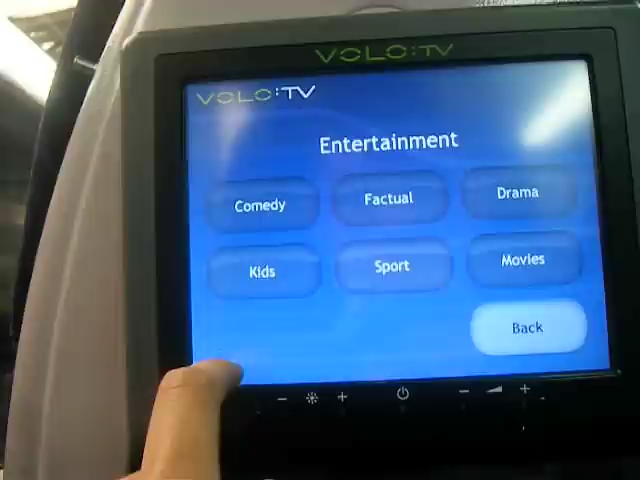 VOLO:TV
VOLO:TV
Entertainment
Comedy Factual Drama
Kids Sport Movies
Back
- + - +